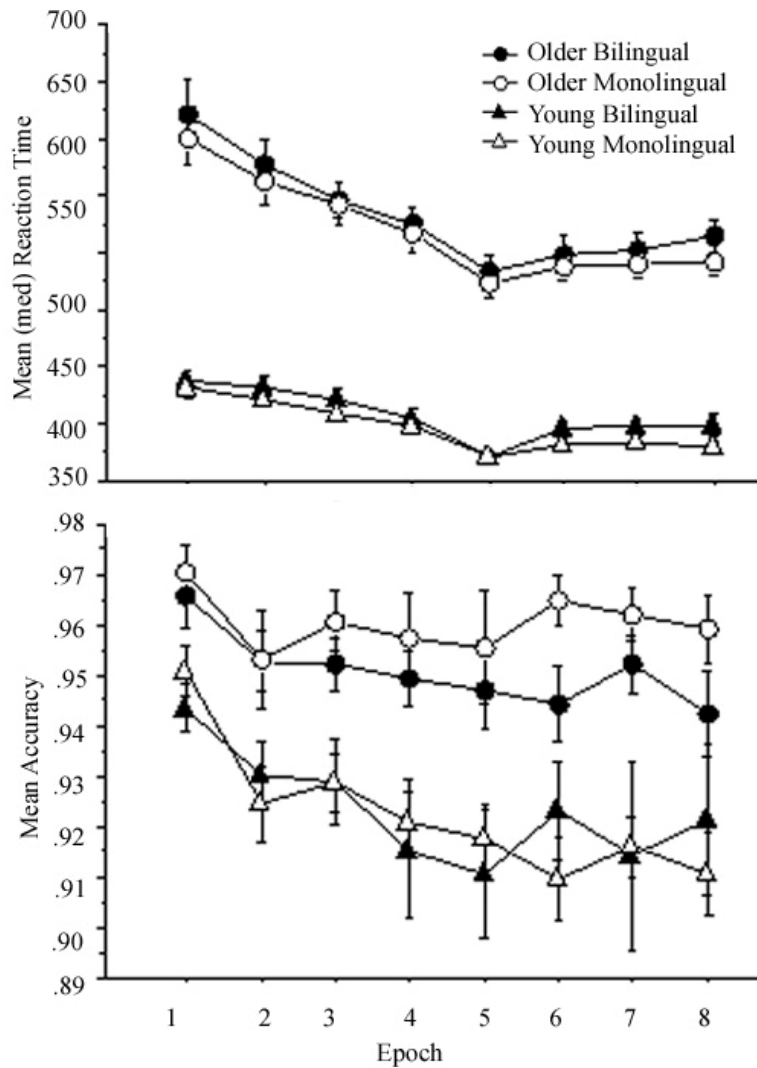 700
650
600
550
500
450
400
350
Mean (med) Reaction Time
Older Bilingual
Older Monolingual
Young Bilingual
Young Monolingual
.98
.97
.96
.95
.94
.93
.92
.91
.90
.89
Mean Accuracy
1 2 3 4 5 6 7 8
Epoch